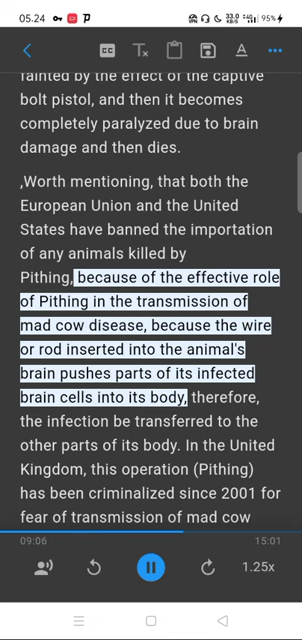 05.24
33.0
KB/S
95%
CC
fainted by the effect of the captive
bolt pistol, and then it becomes
completely paralyzed due to brain
damage and then dies.
,Worth mentioning, that both the
European Union and the United
States have banned the importation
of any animals killed by
Pithing, because of the effective role
of Pithing in the transmission of
mad cow disease, because the wire
or rod inserted into the animal's
brain pushes parts of its infected
brain cells into its body, therefore,
the infection be transferred to the
other parts of its body. In the United
Kingdom, this operation (Pithing)
has been criminalized since 2001 for
fear of transmission of mad cow
09:06
15:01
1.25x